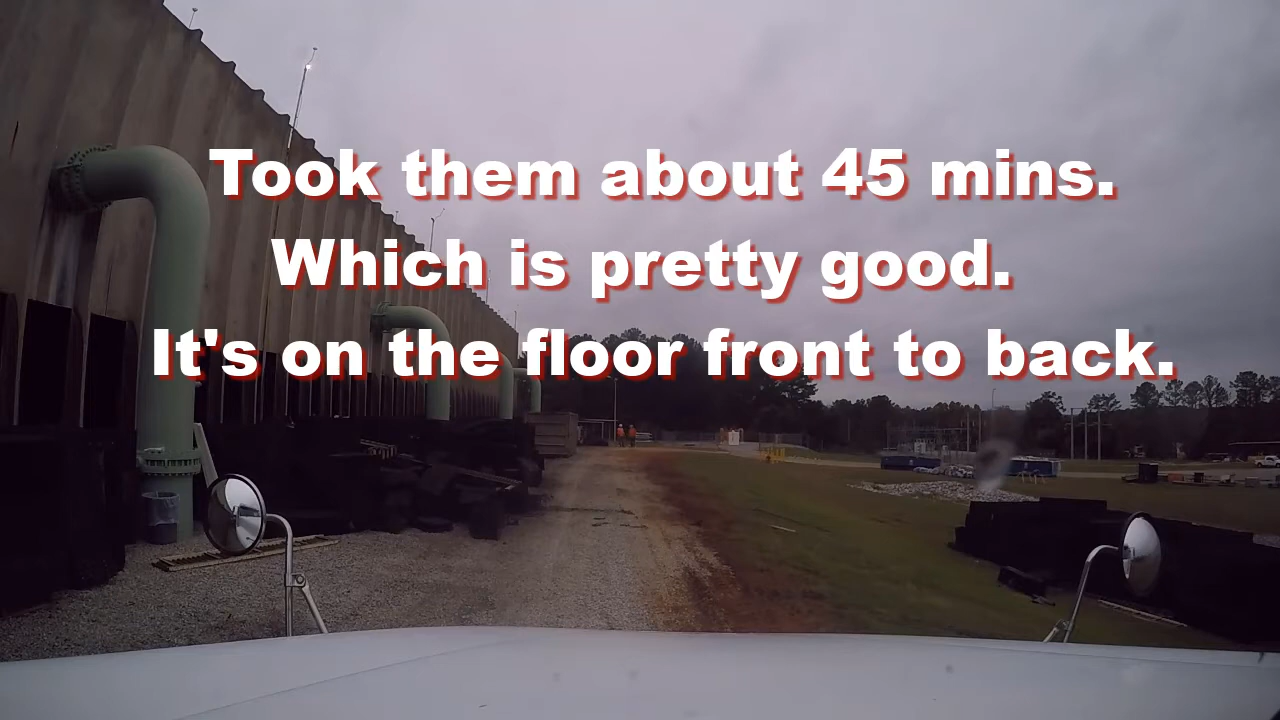 Took them about 45 mins.
Which is pretty good.
It's on the floor front to back.